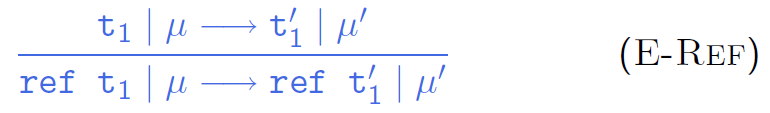 t₁ | μ ⟶ t₁′ | μ′
ref t₁ | μ ⟶ ref t₁′ | μ′ (E-REF)